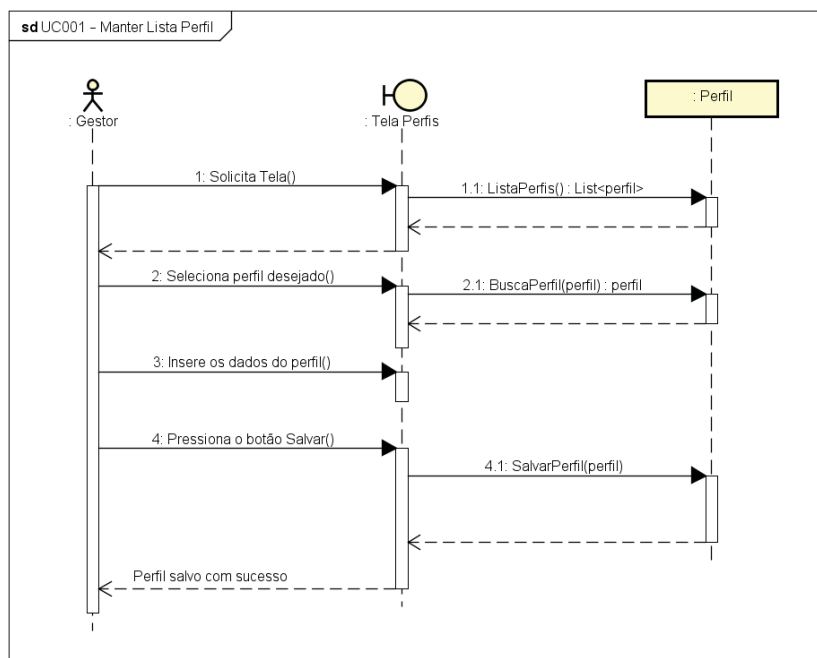 sd UC001 - Manter Lista Perfil
: Gestor
: Tela Perfis
: Perfil
1: Solicita Tela()
1.1: ListaPerfis() : List<perfil>
2: Seleciona perfil desejado()
2.1: BuscaPerfil(perfil) : perfil
3: Insere os dados do perfil()
4: Pressiona o botão Salvar()
4.1: SalvarPerfil(perfil)
Perfil salvo com sucesso